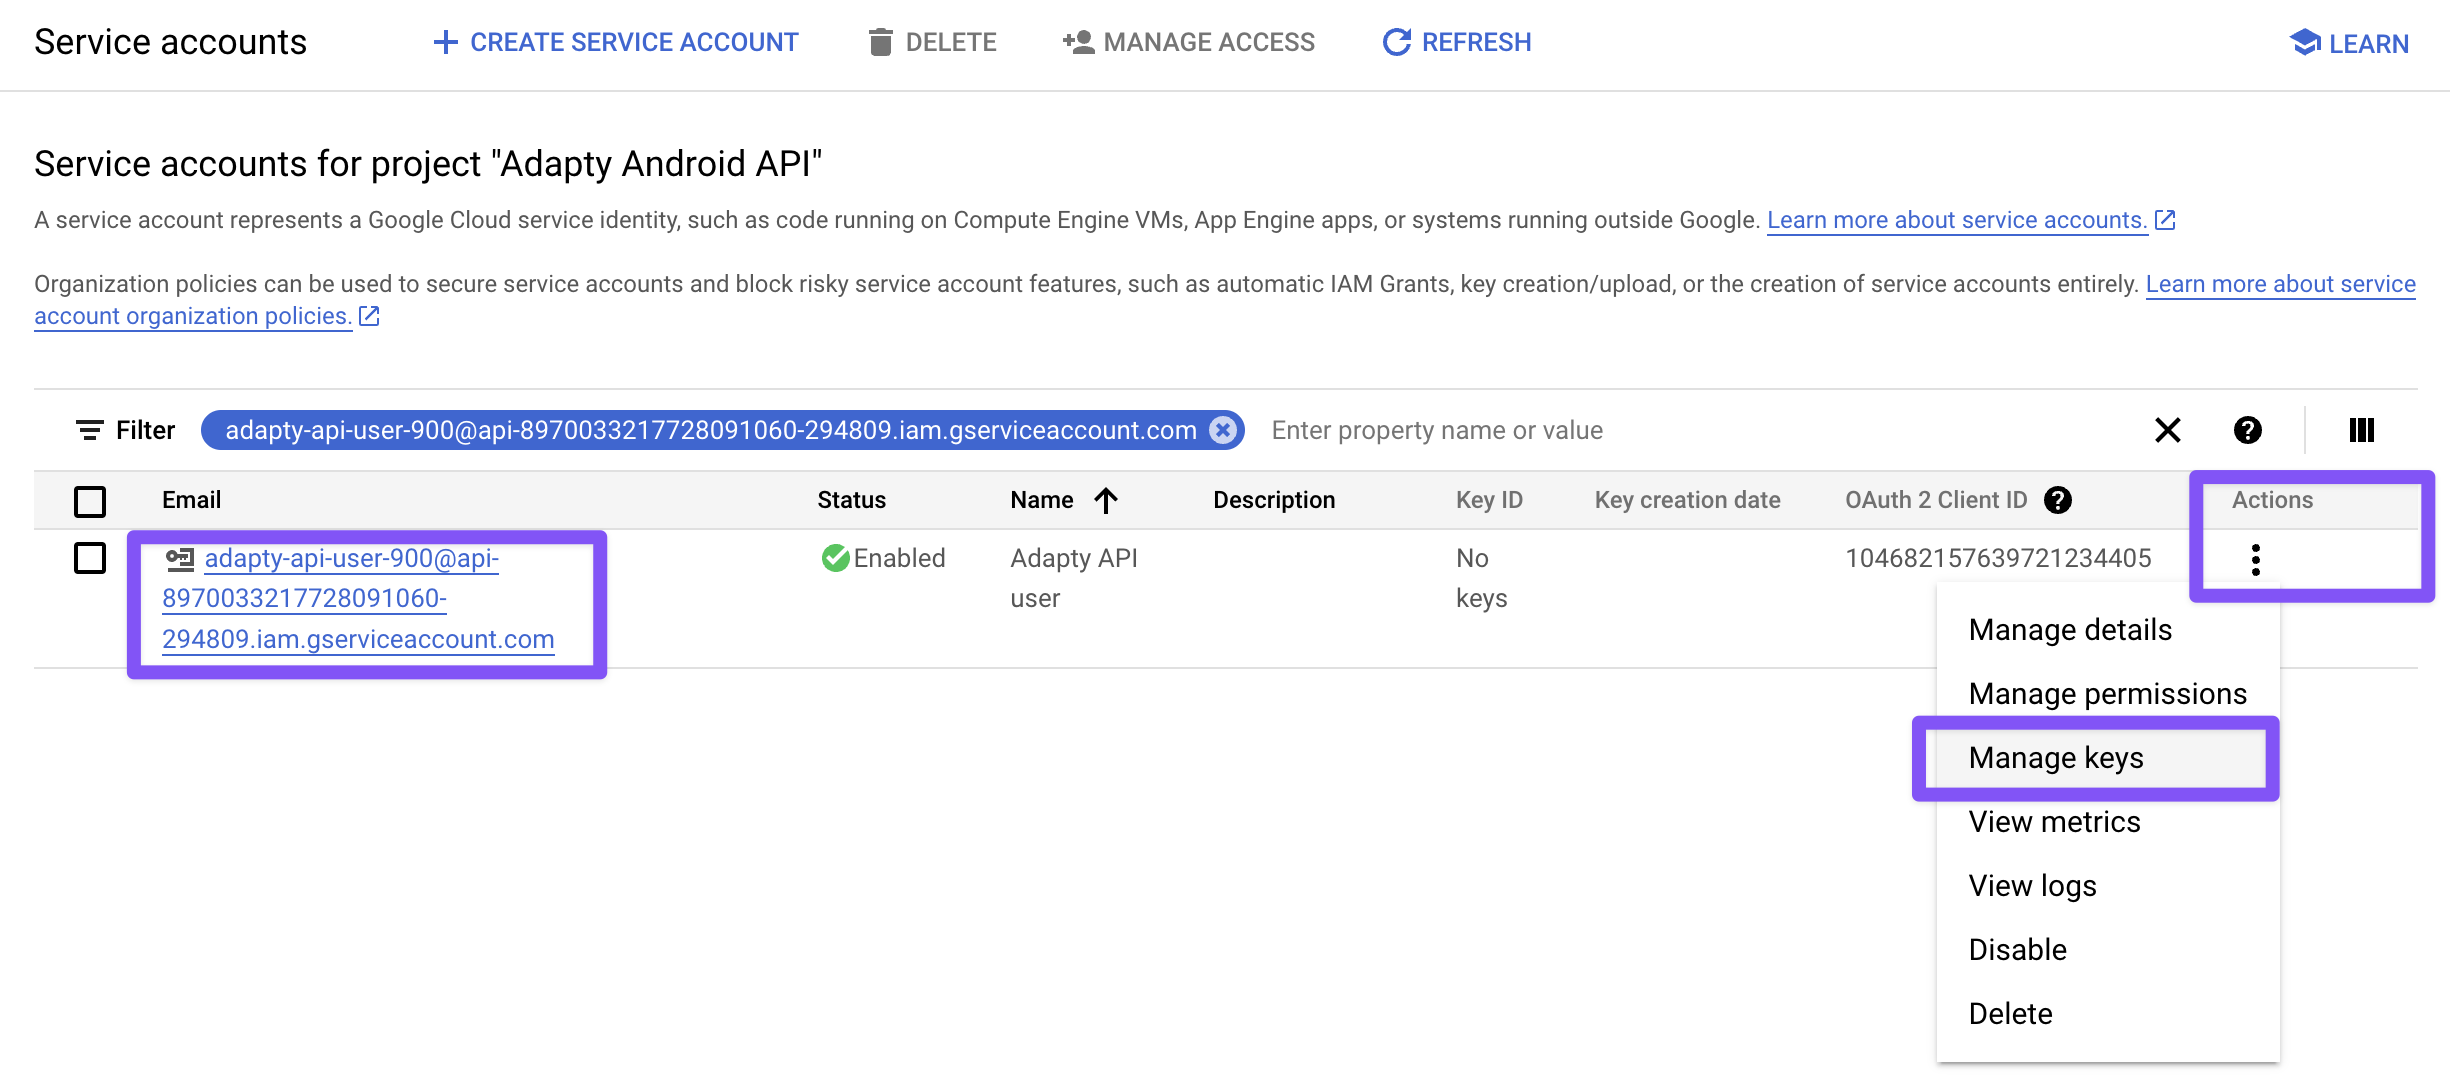 Service accounts
CREATE SERVICE ACCOUNT
DELETE
MANAGE ACCESS
REFRESH
LEARN
Service accounts for project "Adapty Android API"
A service account represents a Google Cloud service identity, such as code running on Compute Engine VMs, App Engine apps, or systems running outside Google. Learn more about service accounts.
Organization policies can be used to secure service accounts and block risky service account features, such as automatic IAM Grants, key creation/upload, or the creation of service accounts entirely. Learn more about service
account organization policies.
Filter
adapty-api-user-900@api-8970033217728091060-294809.iam.gserviceaccount.com
Enter property name or value
Email
Status
Name
Description
Key ID
Key creation date
OAuth 2 Client ID
Actions
adapty-api-user-900@api-
8970033217728091060-
294809.iam.gserviceaccount.com
Enabled
Adapty API
user
No
keys
104682157639721234405
Manage details
Manage permissions
Manage keys
View metrics
View logs
Disable
Delete